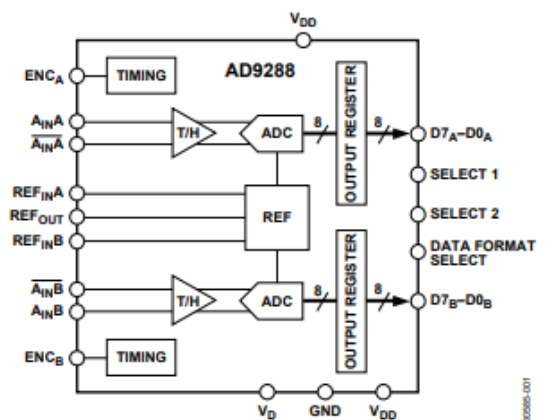 VDD
ENCA
TIMING
AD9288
AINA
AINA
T/H
ADC
8
OUTPUT REGISTER
8
D7A–D0A
SELECT 1
REFINA
REFOUT
REF
SELECT 2
REFINB
DATA FORMAT
SELECT
AINB
AINB
T/H
ADC
8
OUTPUT REGISTER
8
D7B–D0B
ENCB
TIMING
VD
GND
VDD
00585-001